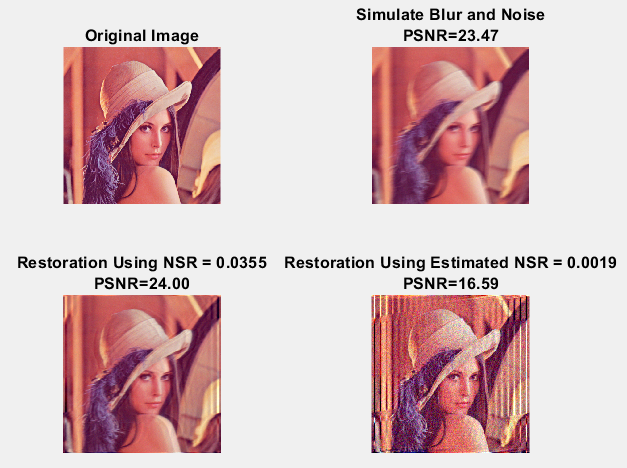 Original Image
Simulate Blur and Noise
PSNR=23.47
Restoration Using NSR = 0.0355
PSNR=24.00
Restoration Using Estimated NSR = 0.0019
PSNR=16.59